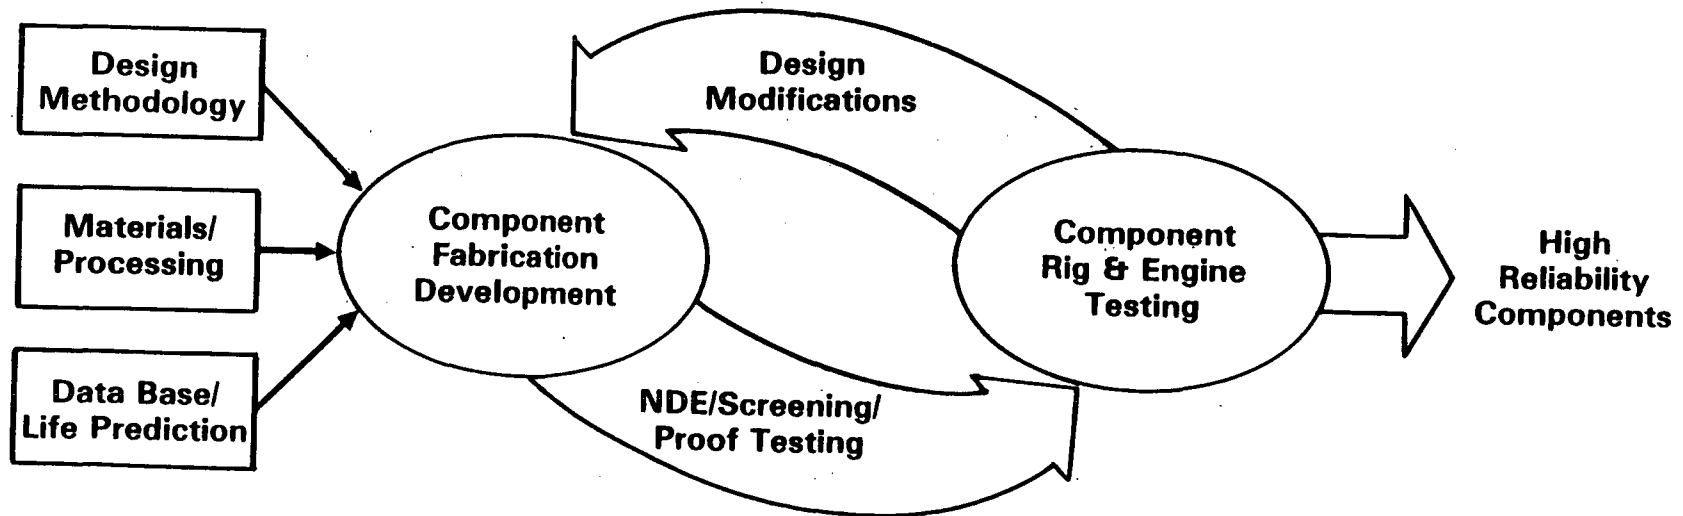 Design
Methodology
Materials/
Processing
Data Base/
Life Prediction
Component
Fabrication
Development
Design
Modifications
NDE/Screening/
Proof Testing
Component
Rig & Engine
Testing
High
Reliability
Components